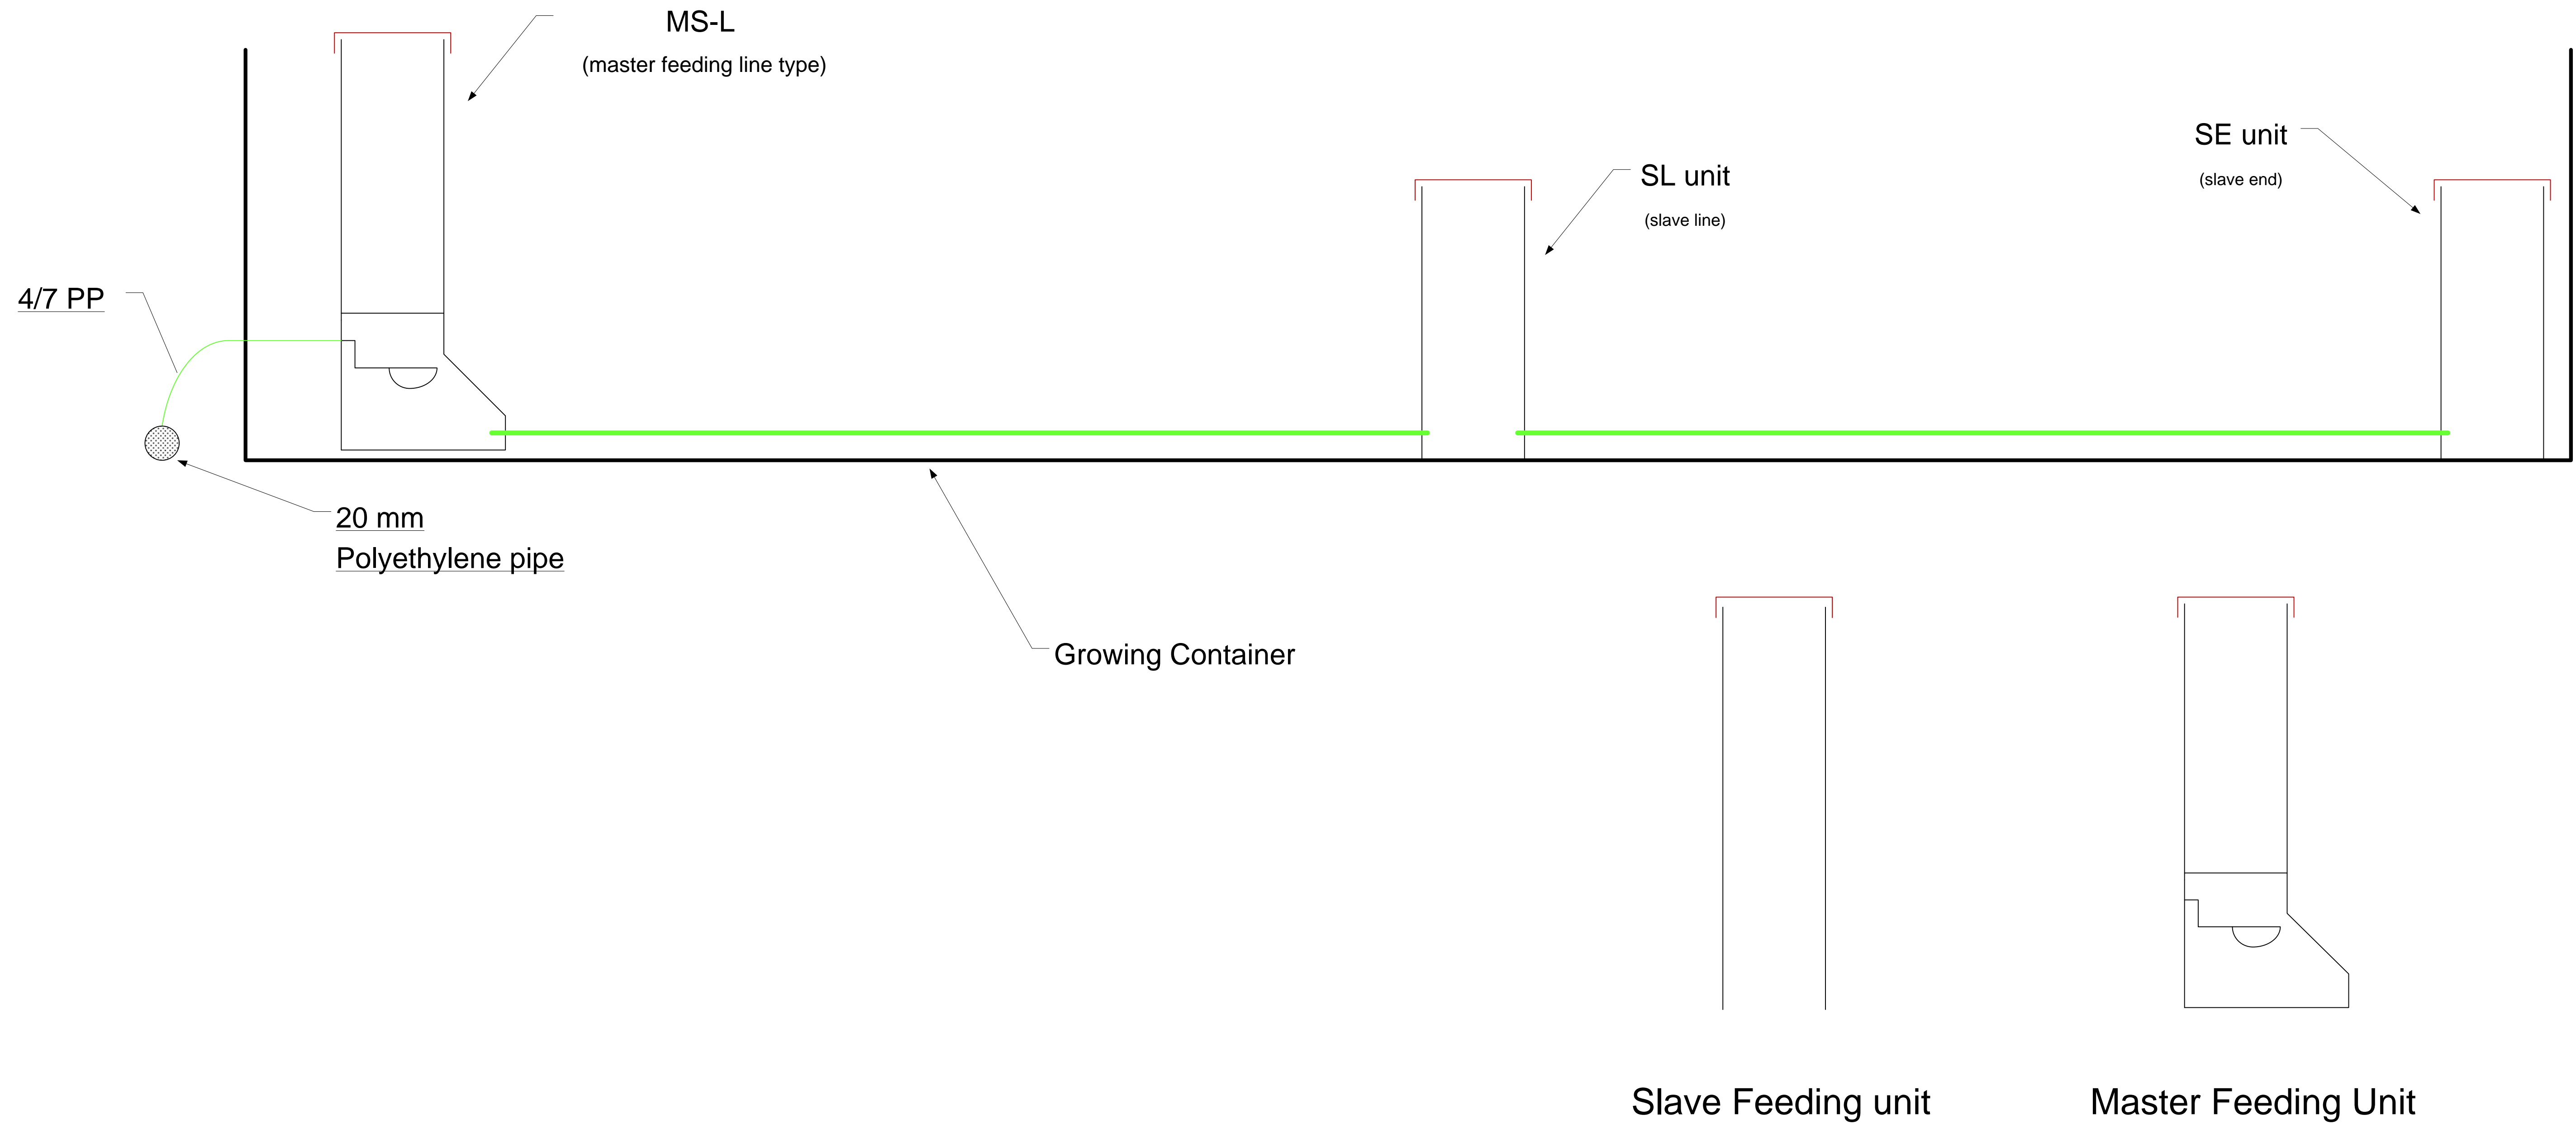 MS-L
(master feeding line type)
SE unit
(slave end)
SL unit
(slave line)
4/7 PP
20 mm
Polyethylene pipe
Growing Container
Slave Feeding unit
Master Feeding Unit